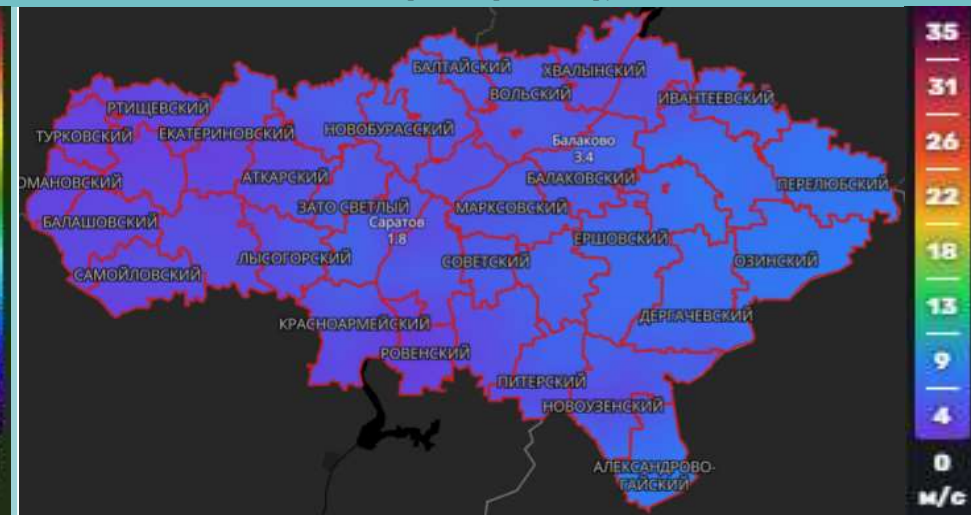 БАЛТАЙСКИЙ
ХВАЛЫНСКИЙ
ВОЛЬСКИЙ
ИВАНТЕЕВСКИЙ
РТИЩЕВСКИЙ
ТУРКОВСКИЙ
ЕКАТЕРИНОВСКИЙ
НОВОБУРАССКИЙ
Балаково
3.4
ОМАНОВСКИЙ
АТКАРСКИЙ
БАЛАКОВСКИЙ
ПЕРЕЛЮБСКИЙ
ЗАТО СВЕТЛЫЙ
МАРКСОВСКИЙ
БАЛАШОВСКИЙ
Саратов
1.8
ЕРШОВСКИЙ
ЛЫСОГОРСКИЙ
СОВЕТСКИЙ
ОЗИНСКИЙ
САМОЙЛОВСКИЙ
КРАСНОАРМЕЙСКИЙ
ДЕРГАЧЕВСКИЙ
РОВЕНСКИЙ
ПИТЕРСКИЙ
НОВОУЗЕНСКИЙ
АЛЕКСАНДРОВО-
ГАЙСКИЙ
35
31
26
22
18
13
9
4
0
м/с